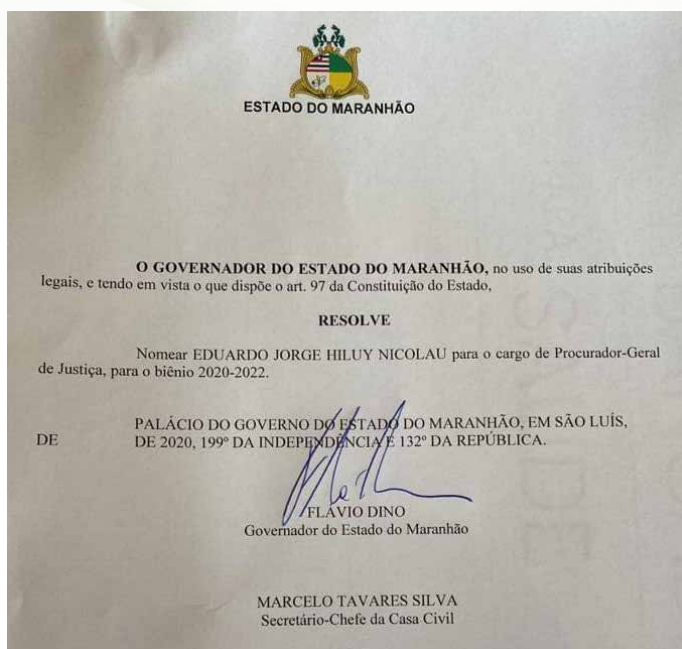 ESTADO DO MARANHÃO
O GOVERNADOR DO ESTADO DO MARANHÃO, no uso de suas atribuições
legais, e tendo em vista o que dispõe o art. 97 da Constituição do Estado,
RESOLVE
Nomear EDUARDO JORGE HILUY NICOLAU para o cargo de Procurador-Geral
de Justiça, para o biênio 2020-2022.
PALÁCIO DO GOVERNO DO ESTADO DO MARANHÃO, EM SÃO LUÍS,
DE DE 2020, 199º DA INDEPENDÊNCIA E 132º DA REPÚBLICA.
FLÁVIO DINO
Governador do Estado do Maranhão
MARCELO TAVARES SILVA
Secretário-Chefe da Casa Civil